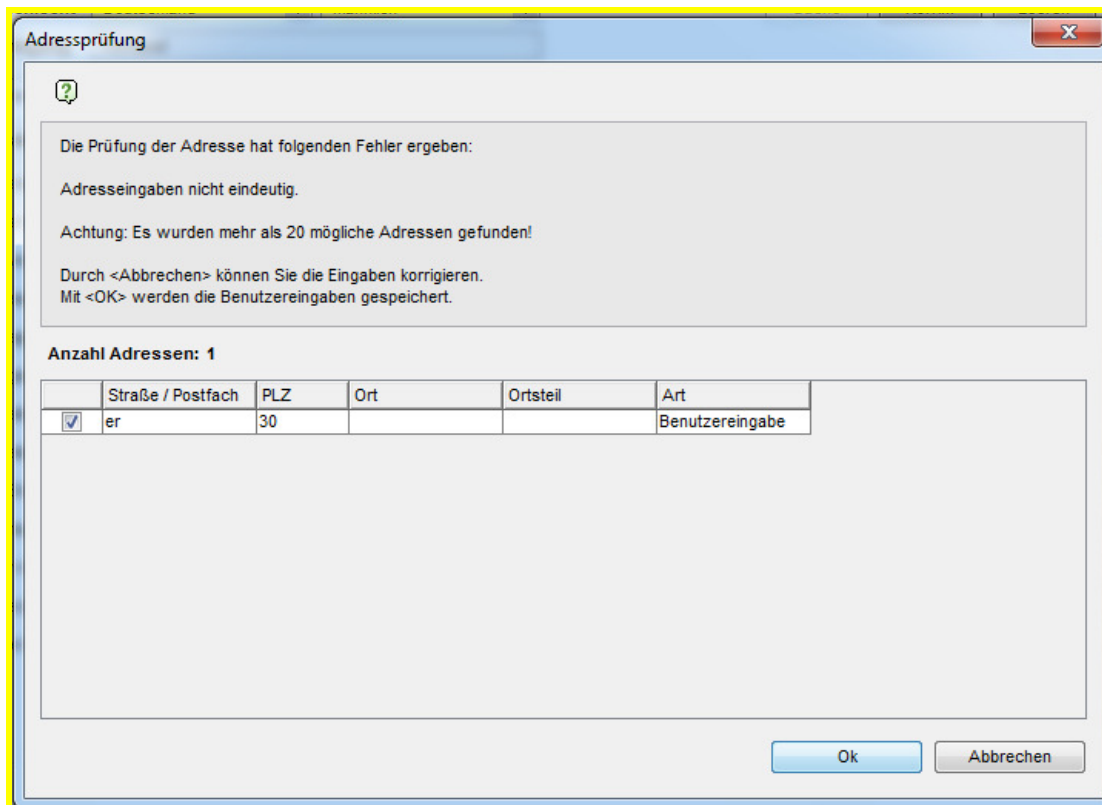 Adressprüfung
Die Prüfung der Adresse hat folgenden Fehler ergeben:
Adresseingaben nicht eindeutig.
Achtung: Es wurden mehr als 20 mögliche Adressen gefunden!
Durch <Abbrechen> können Sie die Eingaben korrigieren.
Mit <OK> werden die Benutzereingaben gespeichert.
Anzahl Adressen: 1
Straße / Postfach PLZ Ort Ortsteil Art
er 30 Benutzereingabe
Ok Abbrechen